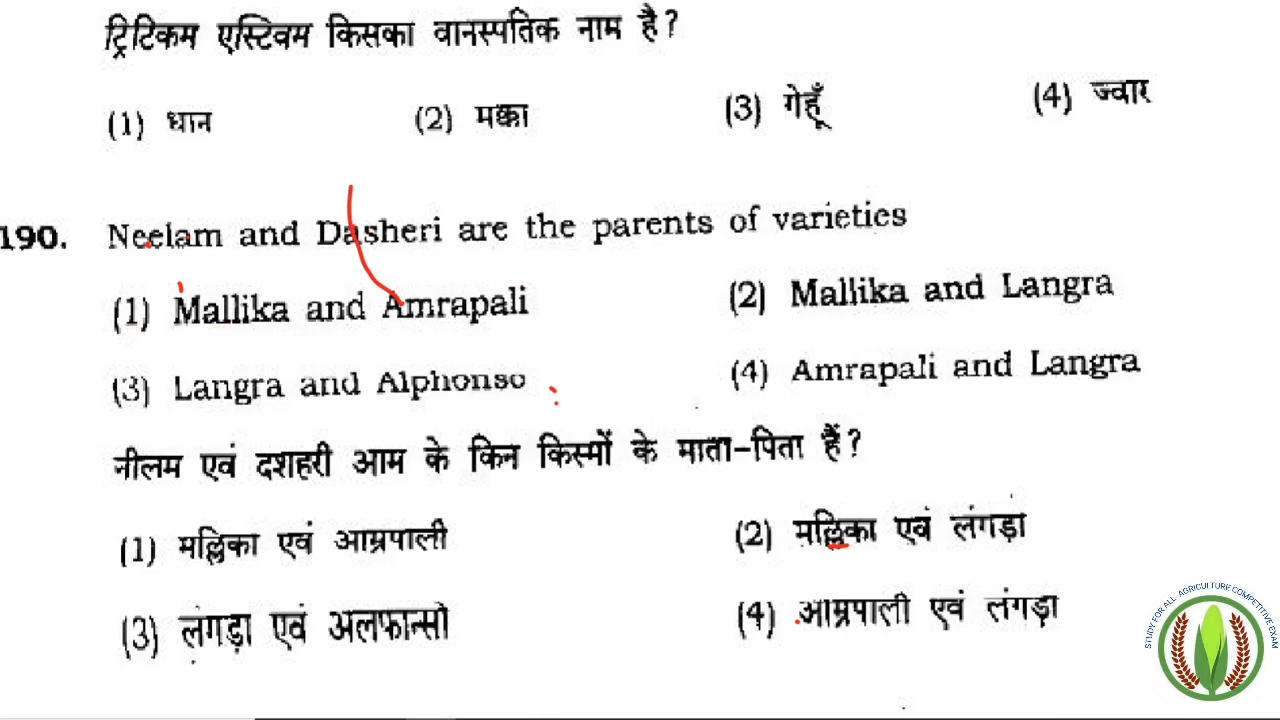 ट्रिटिकम एस्टिवम किसका वानस्पतिक नाम है?
(1) धान (2) मक्का (3) गेहूँ (4) ज्वार
190. Neelam and Dasheri are the parents of varieties
(1) Mallika and Amrapali (2) Mallika and Langra
(3) Langra and Alphonso (4) Amrapali and Langra
नीलम एवं दशहरी आम के किन किस्मों के माता-पिता हैं?
(1) मल्लिका एवं आम्रपाली (2) मल्लिका एवं लंगड़ा
(3) लंगड़ा एवं अलफान्सो (4) आम्रपाली एवं लंगड़ा
STUDY FOR ALL AGRICULTURE COMPETITIVE EXAM